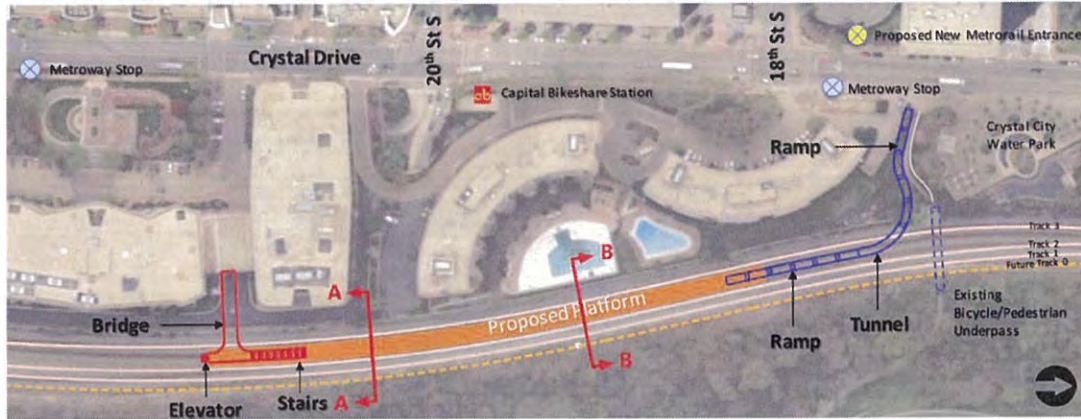 Proposed New Metrorail Entrance
Metroway Stop
Crystal Drive
20th St S
18th St S
Capital Bikeshare Station
Metroway Stop
Ramp
Crystal City
Water Park
Track 3
Track 2
Track 1
Future Track 0
B
A
Proposed Platform
Bridge
Existing
Bicycle/Pedestrian
Underpass
Tunnel
Ramp
B
Elevator
Stairs
A